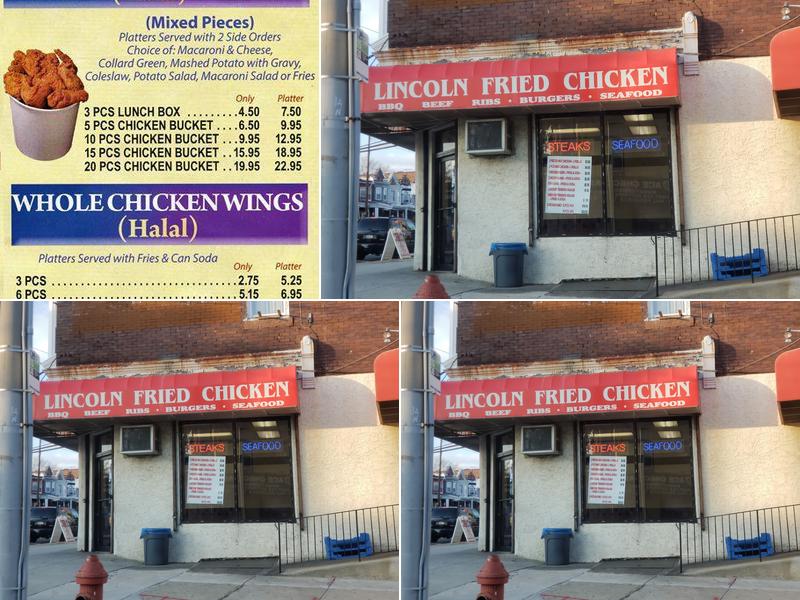 (Mixed Pieces)
Platters Served with 2 Side Orders
Choice of: Macaroni & Cheese,
Collard Green, Mashed Potato with Gravy,
Coleslaw, Potato Salad, Macaroni Salad or Fries
Only Platter
3 PCS LUNCH BOX .........4.50 7.50
5 PCS CHICKEN BUCKET ....6.50 9.95
10 PCS CHICKEN BUCKET ...9.95 12.95
15 PCS CHICKEN BUCKET ..15.95 18.95
20 PCS CHICKEN BUCKET ..19.95 22.95
WHOLE CHICKEN WINGS
(Halal)
Platters Served with Fries & Can Soda
Only Platter
3 PCS ..............................2.75 5.25
6 PCS ..............................5.15 6.95
LINCOLN FRIED CHICKEN
BBQ BEEF RIBS • BURGERS • SEAFOOD
STEAKS
SEAFOOD
LINCOLN FRIED CHICKEN
BBQ BEEF RIBS • BURGERS • SEAFOOD
STEAKS
SEAFOOD
LINCOLN FRIED CHICKEN
BBQ BEEF RIBS • BURGERS • SEAFOOD
STEAKS
SEAFOOD